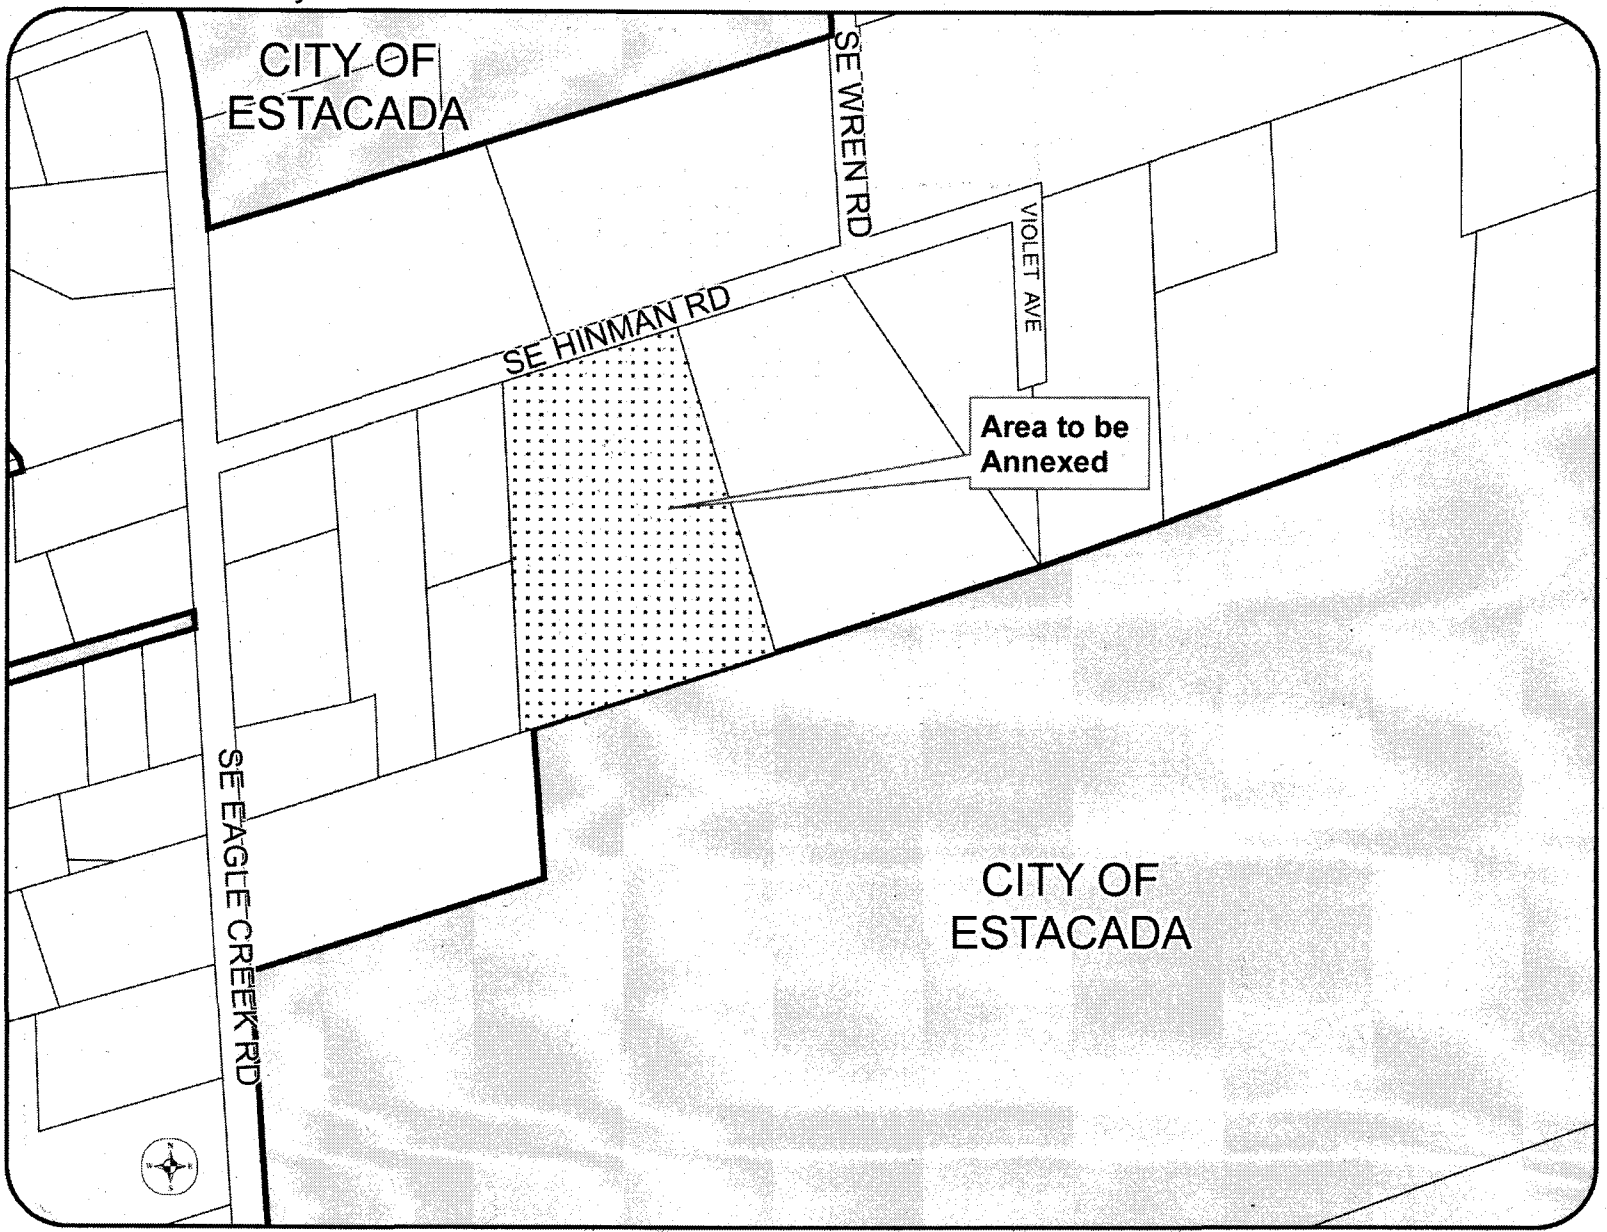 CITY OF
ESTACADA
SE WREN RD
VIOLET AVE
SE HINMAN RD
Area to be
Annexed
CITY OF
ESTACADA
SE EAGLE CREEK RD
N
W
E
S